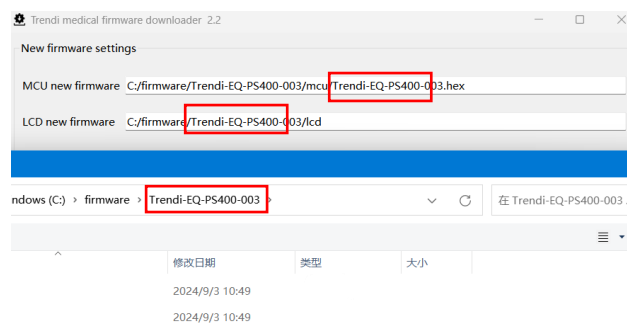 Trendi medical firmware downloader 2.2
New firmware settings
MCU new firmware C:/firmware/Trendi-EQ-PS400-003/mcu/Trendi-EQ-PS400-003.hex
LCD new firmware C:/firmware/Trendi-EQ-PS400-003/lcd
ndows (C:) › firmware › Trendi-EQ-PS400-003 › 在 Trendi-EQ-PS400-003
修改日期 类型 大小
2024/9/3 10:49
2024/9/3 10:49